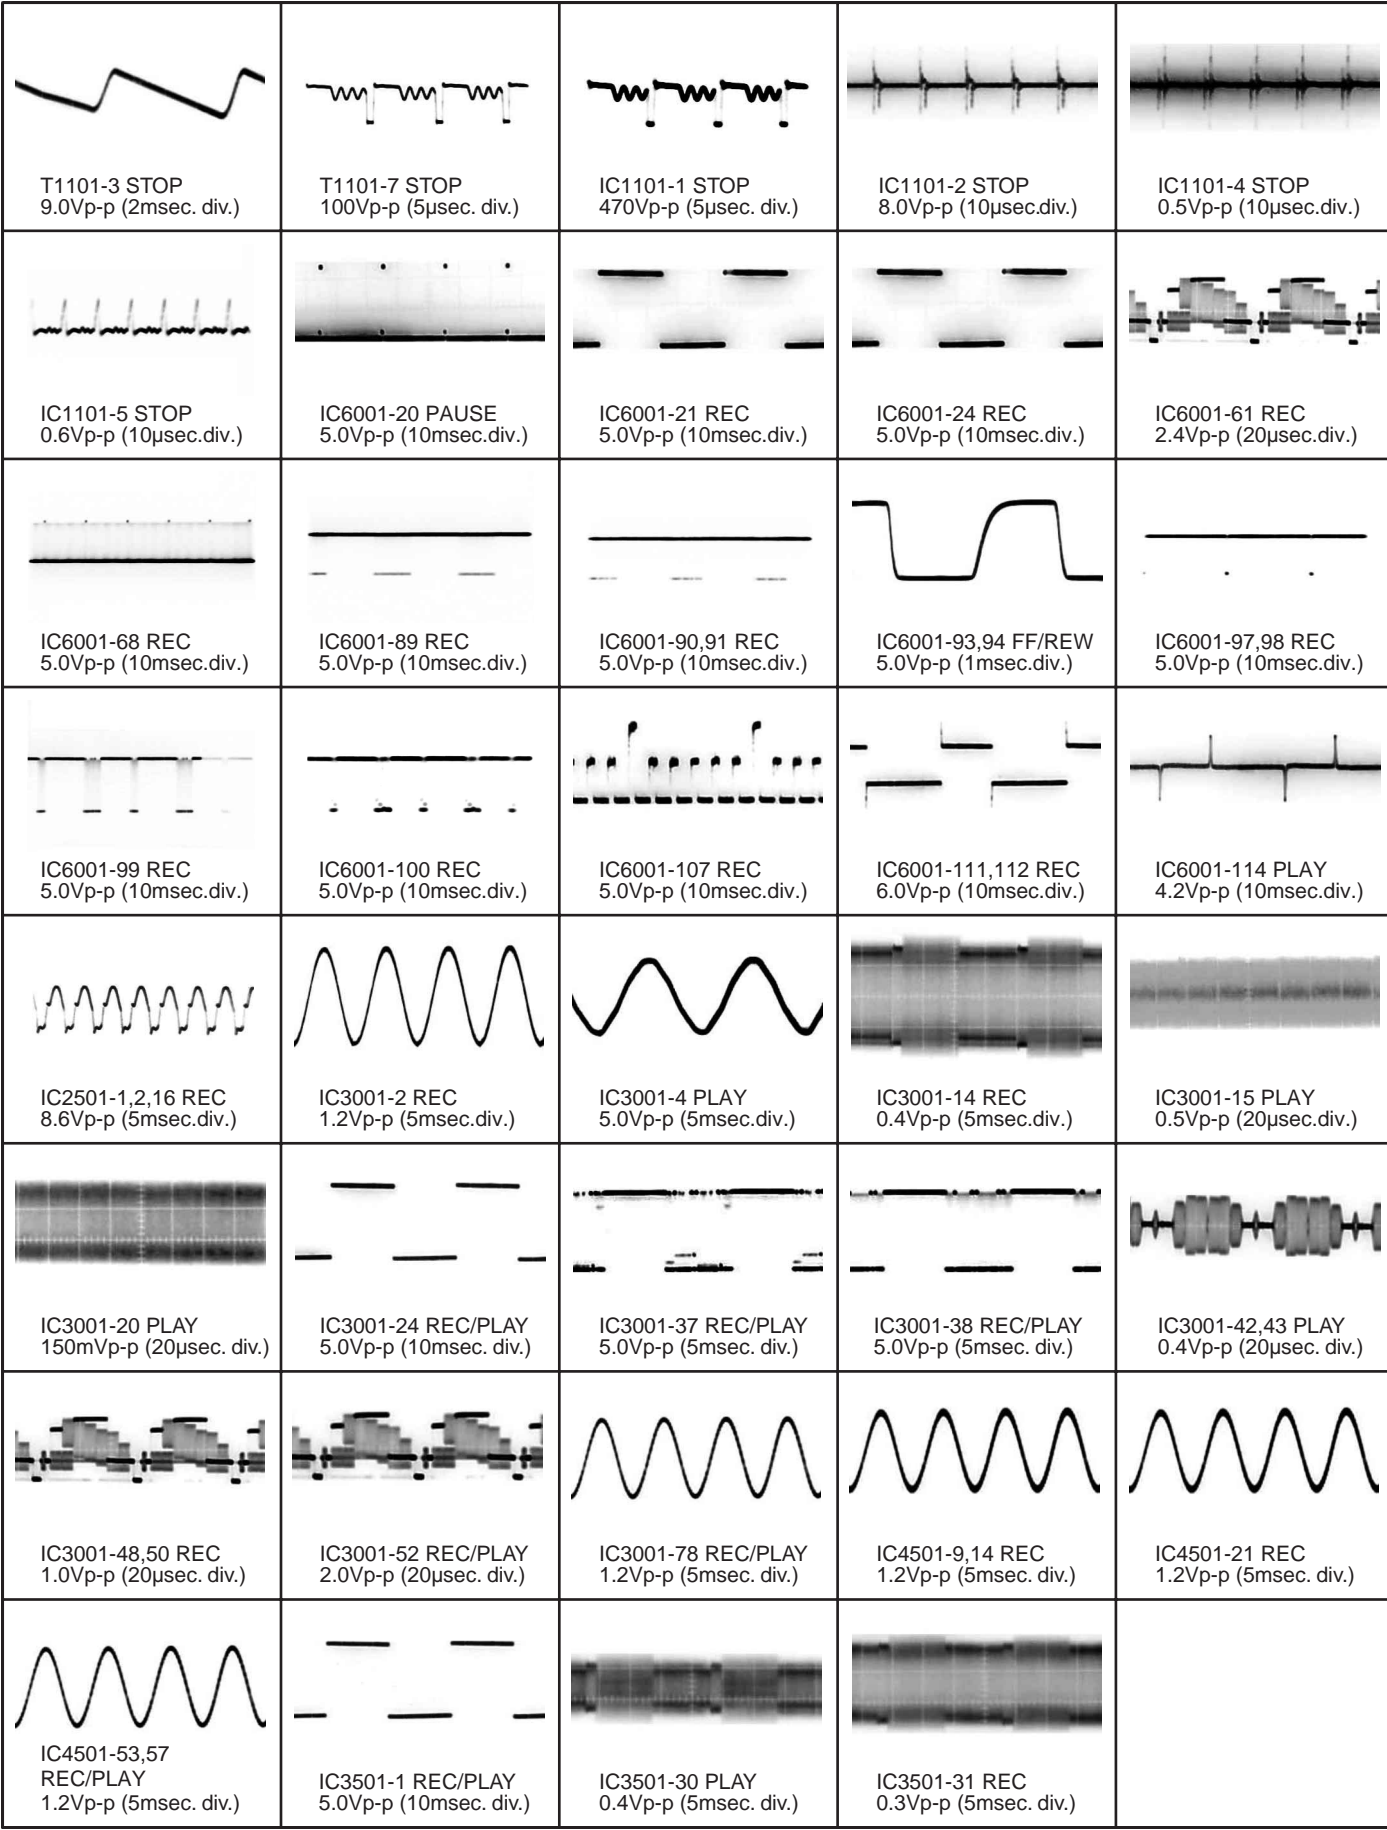 T1101-3 STOP
9.0Vp-p (2msec. div.)
T1101-7 STOP
100Vp-p (5µsec. div.)
IC1101-1 STOP
470Vp-p (5µsec. div.)
IC1101-2 STOP
8.0Vp-p (10µsec.div.)
IC1101-4 STOP
0.5Vp-p (10µsec. div.)
IC1101-5 STOP
0.6Vp-p (10µsec.div.)
IC6001-20 PAUSE
5.0Vp-p (10msec.div.)
IC6001-21 REC
5.0Vp-p (10msec.div.)
IC6001-24 REC
5.0Vp-p (10msec.div.)
IC6001-61 REC
2.4Vp-p (20µsec.div.)
IC6001-68 REC
5.0Vp-p (10msec.div.)
IC6001-89 REC
5.0Vp-p (10msec.div.)
IC6001-90,91 REC
5.0Vp-p (10msec.div.)
IC6001-93,94 FF/REW
5.0Vp-p (1msec.div.)
IC6001-97,98 REC
5.0Vp-p (10msec.div.)
IC6001-99 REC
5.0Vp-p (10msec.div.)
IC6001-100 REC
5.0Vp-p (10msec.div.)
IC6001-107 REC
5.0Vp-p (10msec.div.)
IC6001-111,112 REC
6.0Vp-p (10msec.div.)
IC6001-114 PLAY
4.2Vp-p (10msec.div.)
IC2501-1,2,16 REC
8.6Vp-p (5msec.div.)
IC3001-2 REC
1.2Vp-p (5msec.div.)
IC3001-4 PLAY
5.0Vp-p (5msec.div.)
IC3001-14 REC
0.4Vp-p (5msec.div.)
IC3001-15 PLAY
0.5Vp-p (20µsec.div.)
IC3001-20 PLAY
150mVp-p (20µsec. div.)
IC3001-24 REC/PLAY
5.0Vp-p (10msec. div.)
IC3001-37 REC/PLAY
5.0Vp-p (5msec. div.)
IC3001-38 REC/PLAY
5.0Vp-p (5msec. div.)
IC3001-42,43 PLAY
0.4Vp-p (20µsec. div.)
IC3001-48,50 REC
1.0Vp-p (20µsec. div.)
IC3001-52 REC/PLAY
2.0Vp-p (20µsec. div.)
IC3001-78 REC/PLAY
1.2Vp-p (5msec. div.)
IC4501-9,14 REC
1.2Vp-p (5msec. div.)
IC4501-21 REC
1.2Vp-p (5msec. div.)
IC4501-53,57
REC/PLAY
1.2Vp-p (5msec. div.)
IC3501-1 REC/PLAY
5.0Vp-p (10msec. div.)
IC3501-30 PLAY
0.4Vp-p (5msec. div.)
IC3501-31 REC
0.3Vp-p (5msec. div.)